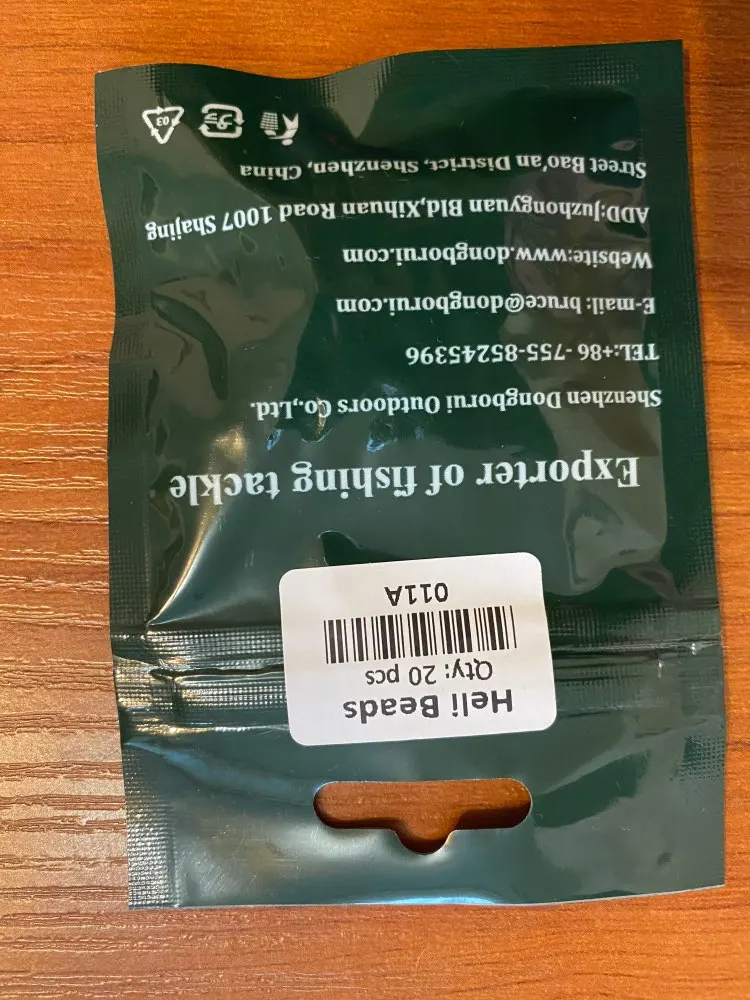 Heli Beads
Qty: 20 pcs
011A
Exporter of fishing tackle
Shenzhen Dongborui Outdoors Co.,Ltd.
TEL:+86 -755-85245396
E-mail: bruce@dongborui.com
Website:www.dongborui.com
ADD:Juzhongyuan Bld,XiHuan Road 1007 Shajing
Street Bao'an District, Shenzhen, China
03